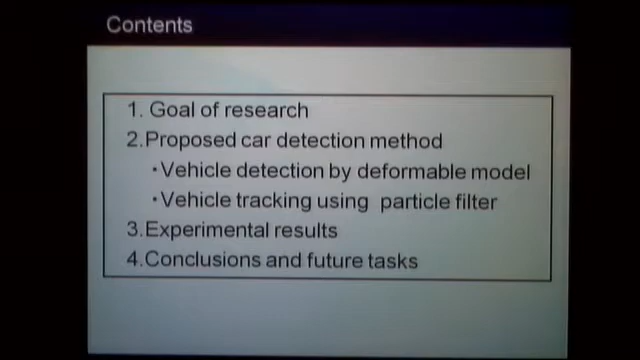 Contents
1. Goal of research
2.Proposed car detection method
・Vehicle detection by deformable model
・Vehicle tracking using particle filter
3.Experimental results
4.Conclusions and future tasks